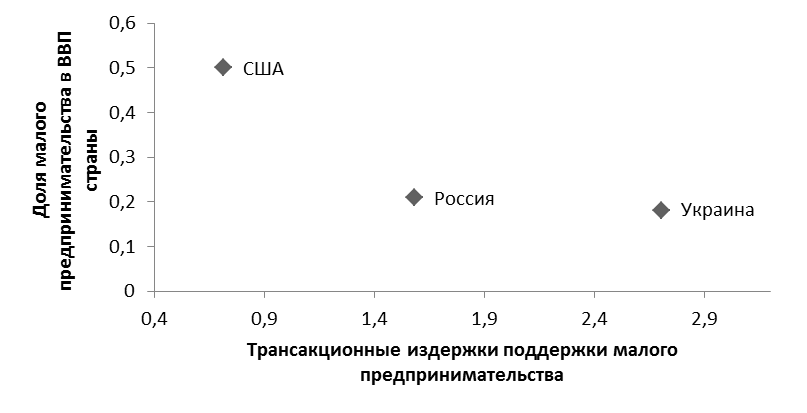 Доля малого
предпринимательства в ВВП
страны
0,6
0,5
0,4
0,3
0,2
0,1
0
США
Россия
Украина
0,4
0,9
1,4
1,9
2,4
2,9
Трансакционные издержки поддержки малого
предпринимательства